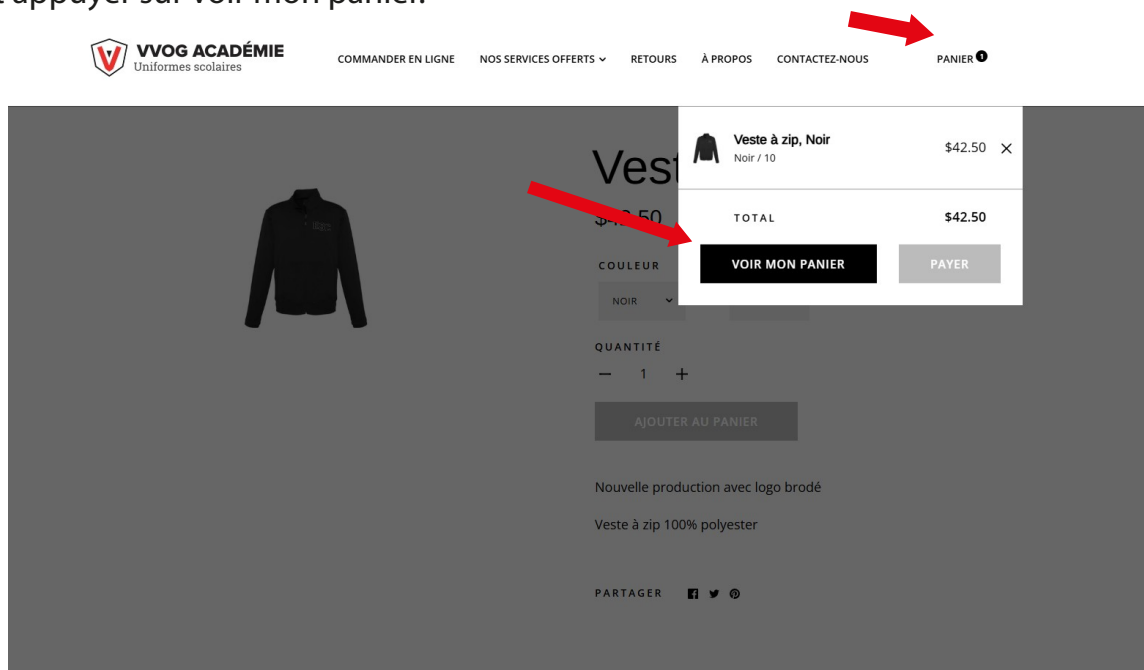 appuyer sur voir mon panier.
VVOG ACADÉMIE
Uniformes scolaires
COMMANDER EN LIGNE NOS SERVICES OFFERTS RETOURS À PROPOS CONTACTEZ-NOUS PANIER 1
Veste à zip, Noir
Noir / 10
$42.50
TOTAL $42.50
VOIR MON PANIER PAYER
$42.50
COULEUR
NOIR
QUANTITÉ
1
AJOUTER AU PANIER
Nouvelle production avec logo brodé
Veste à zip 100% polyester
PARTAGER